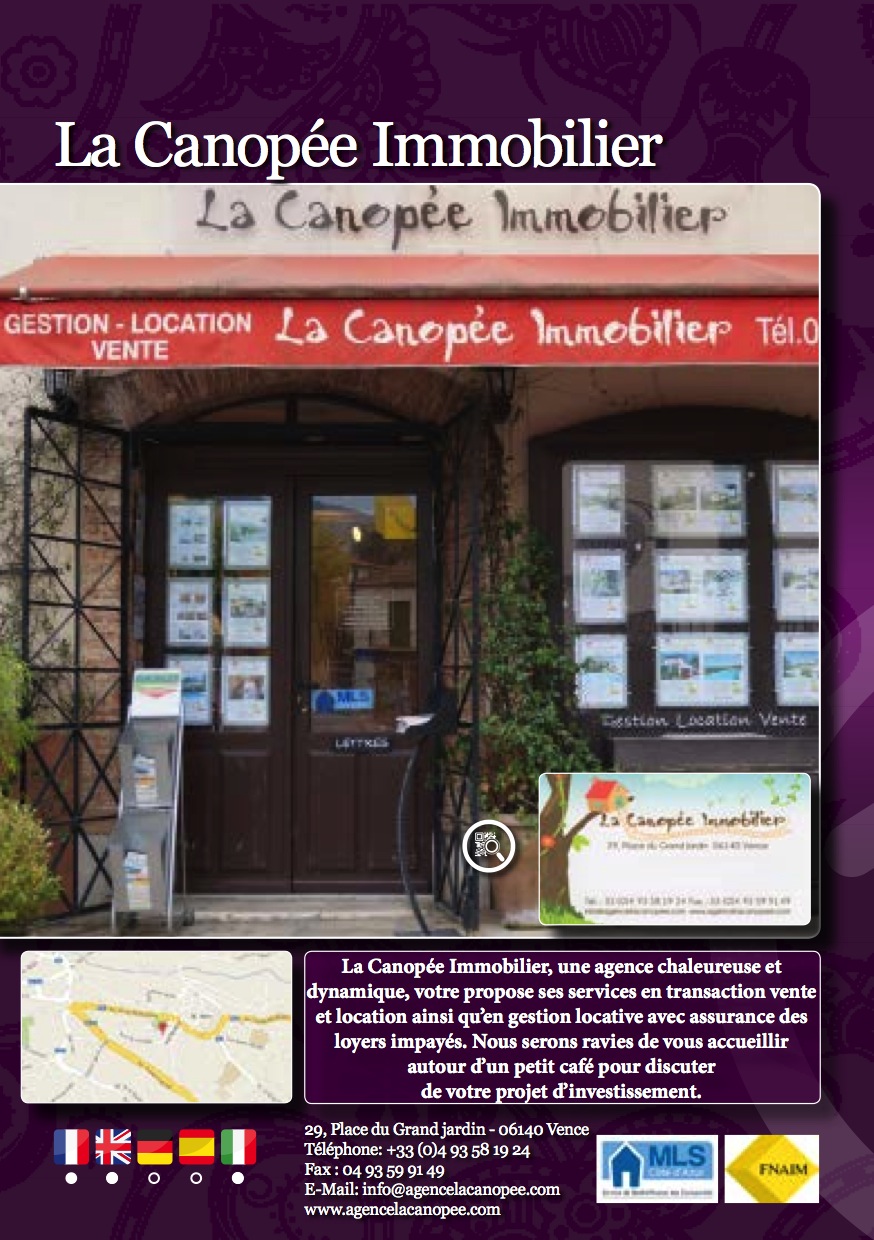 La Canopée Immobilier
La Canopée Immobilier
GESTION - LOCATION
VENTE
La Canopée Immobilier
Tél.0
MLS
LETTRES
Gestion Location Vente
La Canopée Immobilier
29, Place du Grand Jardin 06140 Vence
La Canopée Immobilier, une agence chaleureuse et
dynamique, votre propose ses services en transaction vente
et location ainsi qu’en gestion locative avec assurance des
loyers impayés. Nous serons ravies de vous accueillir
autour d’un petit café pour discuter
de votre projet d’investissement.
29, Place du Grand jardin - 06140 Vence
Téléphone: +33 (0)4 93 58 19 24
Fax : 04 93 59 91 49
E-Mail: info@agencelacanopee.com
www.agencelacanopee.com
MLS
Côte d'Azur
FNAIM